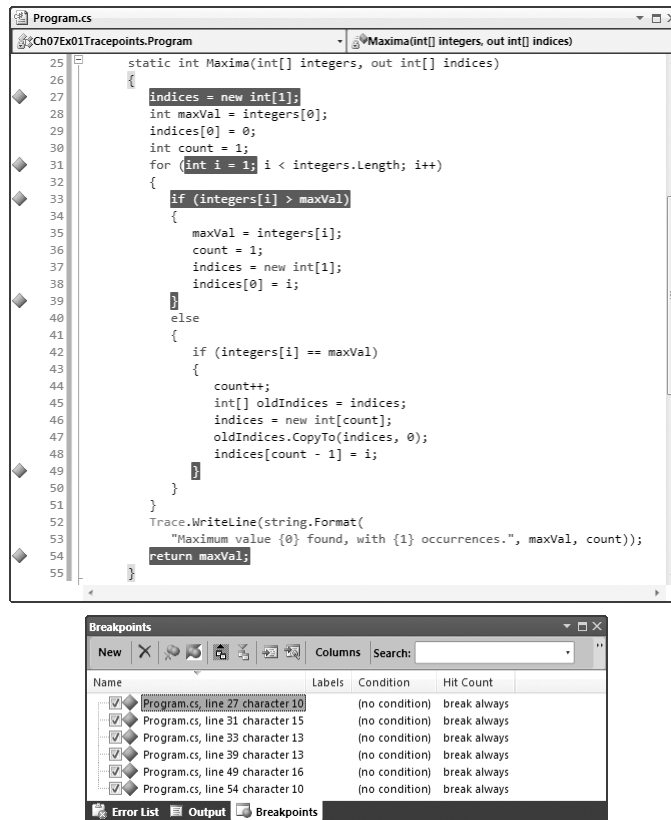 Program.cs
Ch07Ex01Tracepoints.Program
Maxima(int[] integers, out int[] indices)
25 static int Maxima(int[] integers, out int[] indices)
26 {
27 indices = new int[1];
28 int maxVal = integers[0];
29 indices[0] = 0;
30 int count = 1;
31 for (int i = 1; i < integers.Length; i++)
32 {
33 if (integers[i] > maxVal)
34 {
35 maxVal = integers[i];
36 count = 1;
37 indices = new int[1];
38 indices[0] = i;
39 }
40 else
41 {
42 if (integers[i] == maxVal)
43 {
44 count++;
45 int[] oldIndices = indices;
46 indices = new int[count];
47 oldIndices.CopyTo(indices, 0);
48 indices[count - 1] = i;
49 }
50 }
51 }
52 Trace.WriteLine(string.Format(
53 "Maximum value {0} found, with {1} occurrences.", maxVal, count));
54 return maxVal;
55 }
Breakpoints
New Columns Search:
Name Labels Condition Hit Count
Program.cs, line 27 character 10 (no condition) break always
Program.cs, line 31 character 15 (no condition) break always
Program.cs, line 33 character 13 (no condition) break always
Program.cs, line 39 character 13 (no condition) break always
Program.cs, line 49 character 16 (no condition) break always
Program.cs, line 54 character 10 (no condition) break always
Error List Output Breakpoints